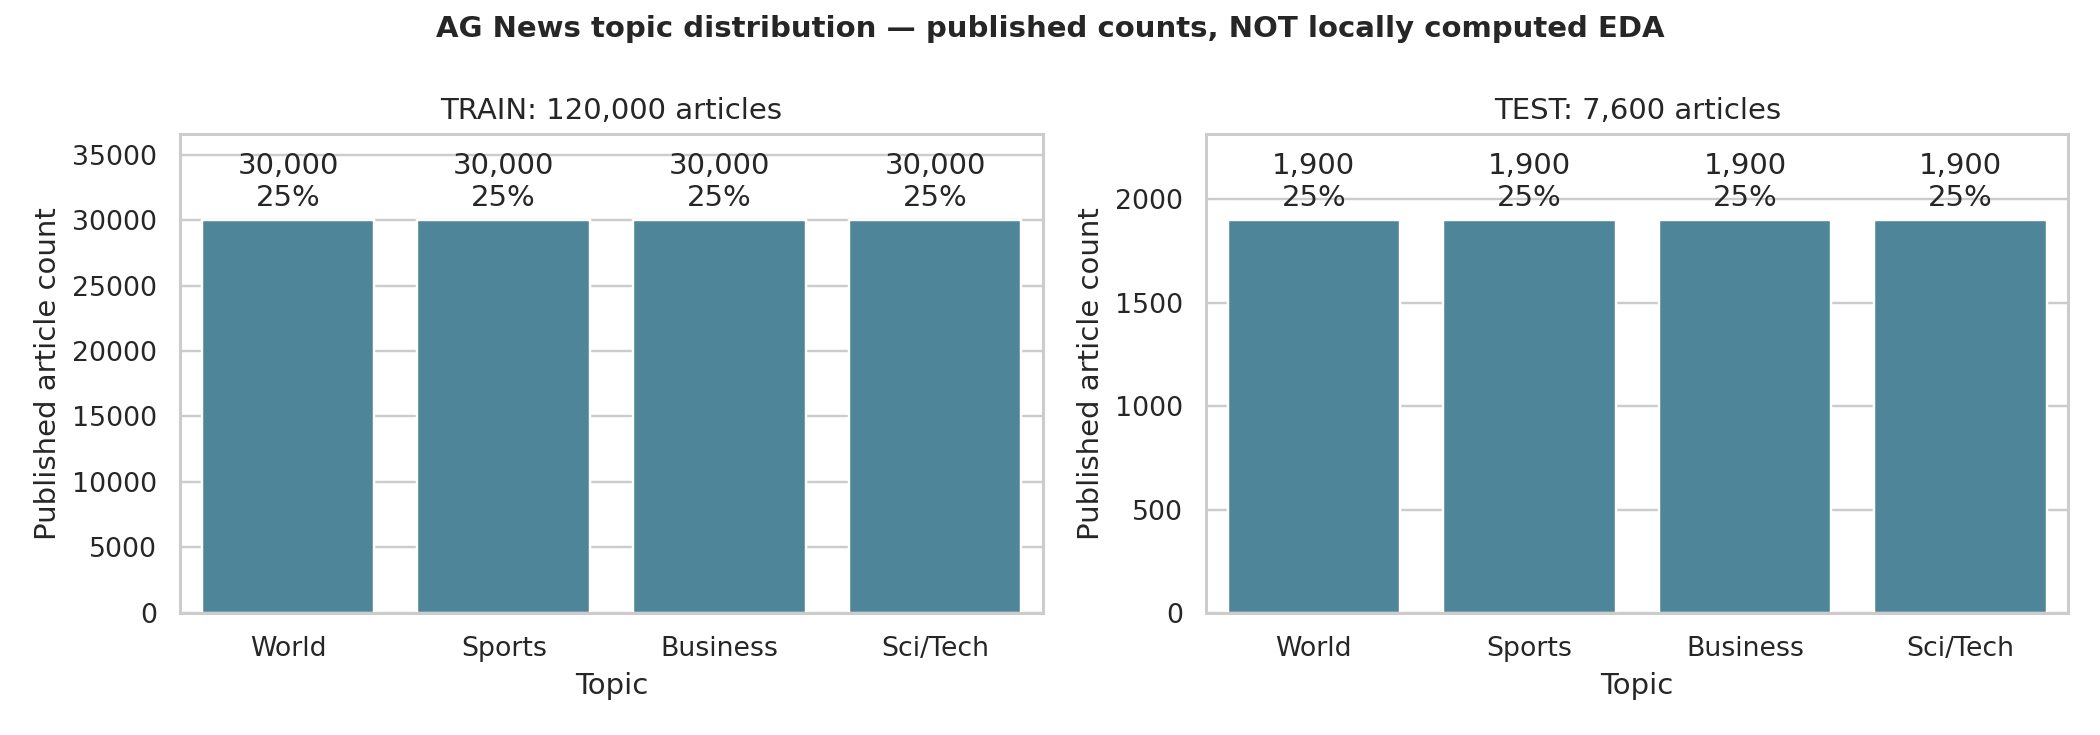 AG News topic distribution — published counts, NOT locally computed EDA
TRAIN: 120,000 articles
Published article count
35000
30000
25000
20000
15000
10000
5000
0
30,000
25%
30,000
25%
30,000
25%
30,000
25%
World
Sports
Business
Sci/Tech
Topic
TEST: 7,600 articles
Published article count
2000
1500
1000
500
0
1,900
25%
1,900
25%
1,900
25%
1,900
25%
World
Sports
Business
Sci/Tech
Topic